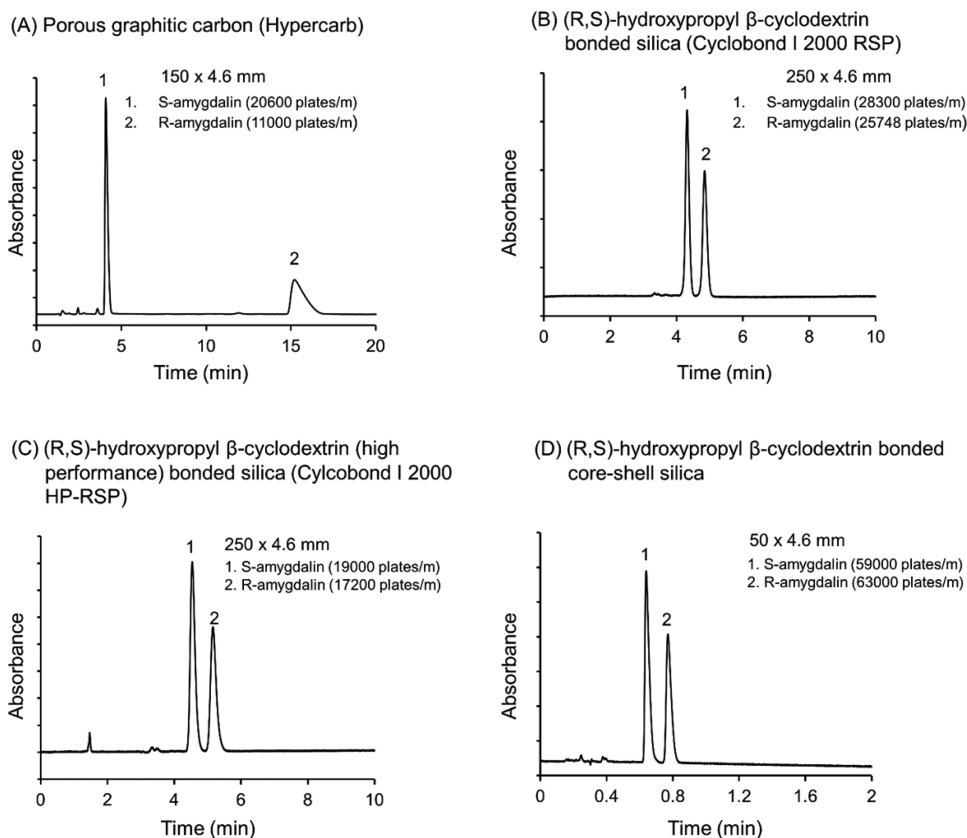 (A) Porous graphitic carbon (Hypercarb)
150 x 4.6 mm
1. S-amygdalin (20600 plates/m)
2. R-amygdalin (11000 plates/m)
1
2
Absorbance
0 5 10 15 20
Time (min)
(B) (R,S)-hydroxypropyl β-cyclodextrin
bonded silica (Cyclobond I 2000 RSP)
250 x 4.6 mm
1. S-amygdalin (28300 plates/m)
2. R-amygdalin (25748 plates/m)
1
2
Absorbance
0 2 4 6 8 10
Time (min)
(C) (R,S)-hydroxypropyl β-cyclodextrin (high
performance) bonded silica (Cylcobond I 2000
HP-RSP)
250 x 4.6 mm
1. S-amygdalin (19000 plates/m)
2. R-amygdalin (17200 plates/m)
1
2
Absorbance
0 2 4 6 8 10
Time (min)
(D) (R,S)-hydroxypropyl β-cyclodextrin bonded
core-shell silica
50 x 4.6 mm
1. S-amygdalin (59000 plates/m)
2. R-amygdalin (63000 plates/m)
1
2
Absorbance
0 0.4 0.8 1.2 1.6 2
Time (min)